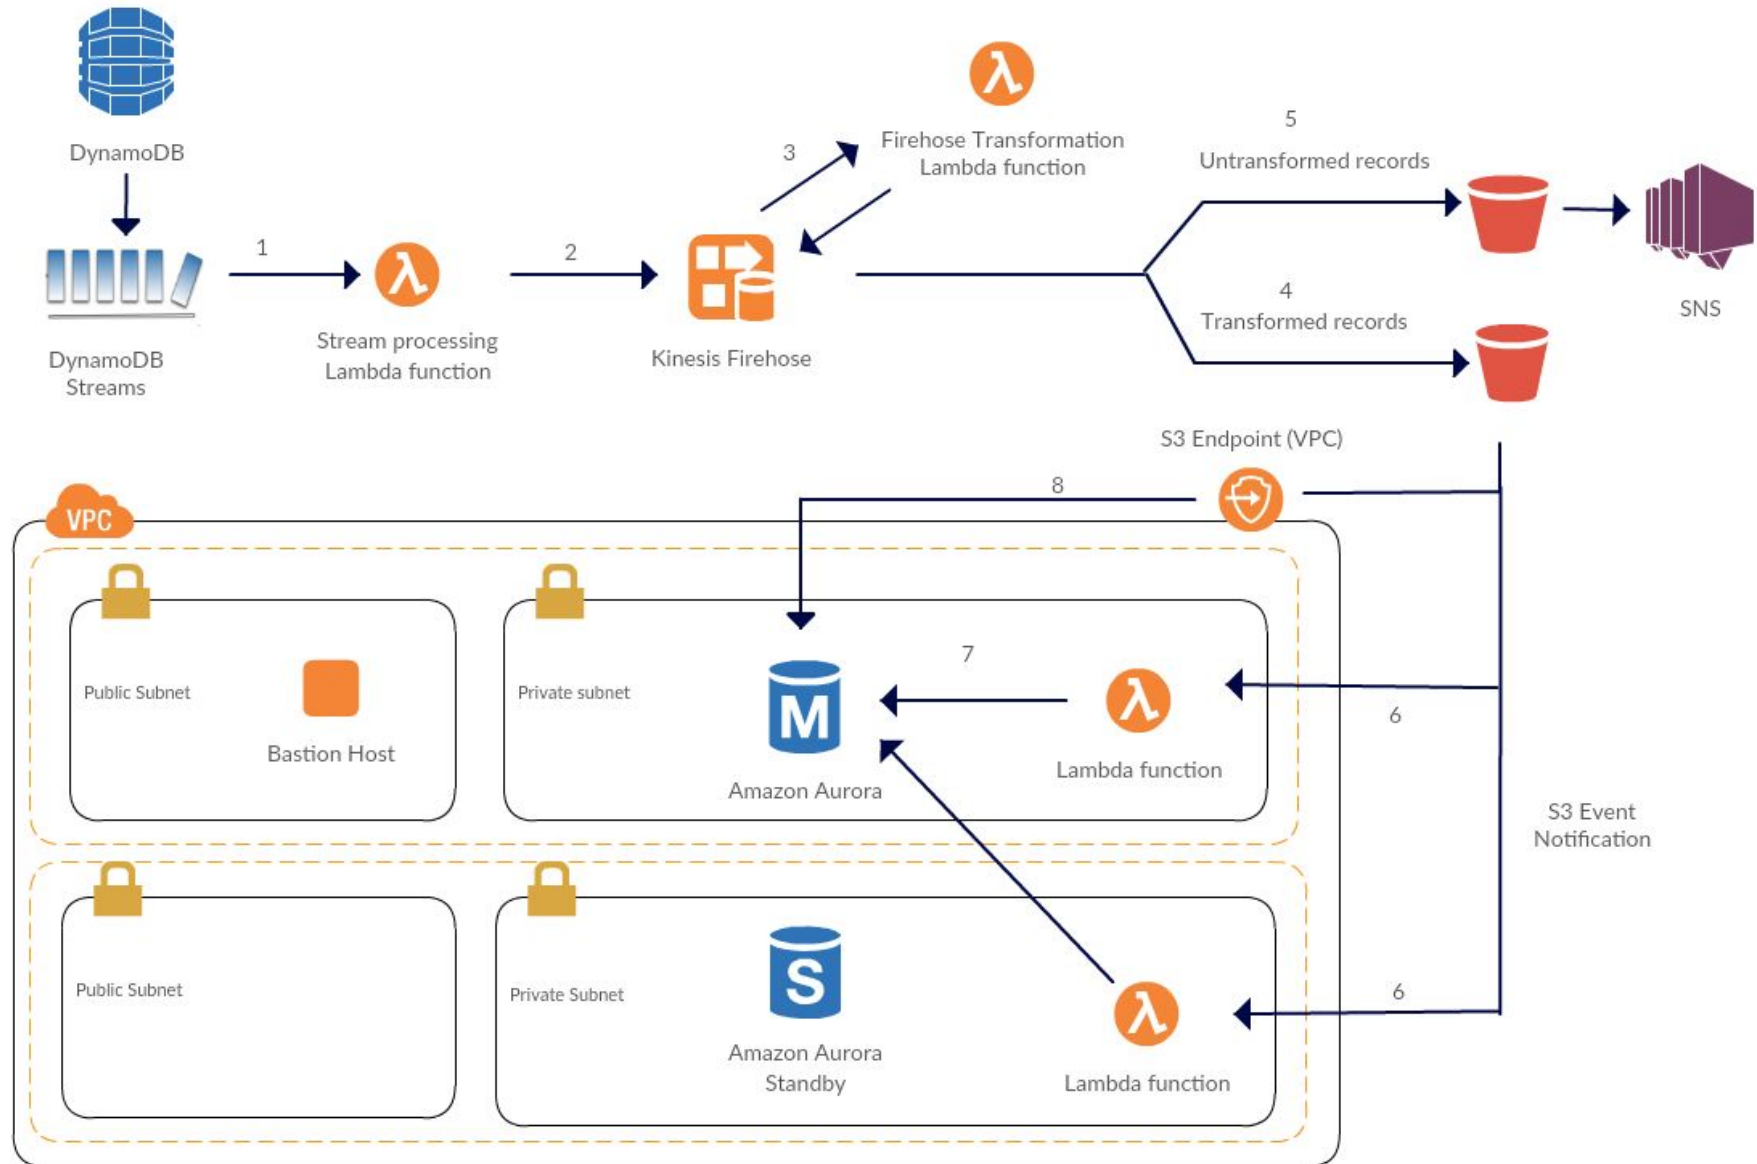 DynamoDB
DynamoDB
Streams
1
Stream processing
Lambda function
2
Kinesis Firehose
3
λ
Firehose Transformation
Lambda function
5
Untransformed records
4
Transformed records
SNS
S3 Endpoint (VPC)
8
VPC
Public Subnet
Bastion Host
Private subnet
M
Amazon Aurora
7
λ
Lambda function
6
S3 Event
Notification
Public Subnet
Private Subnet
S
Amazon Aurora
Standby
λ
Lambda function
6